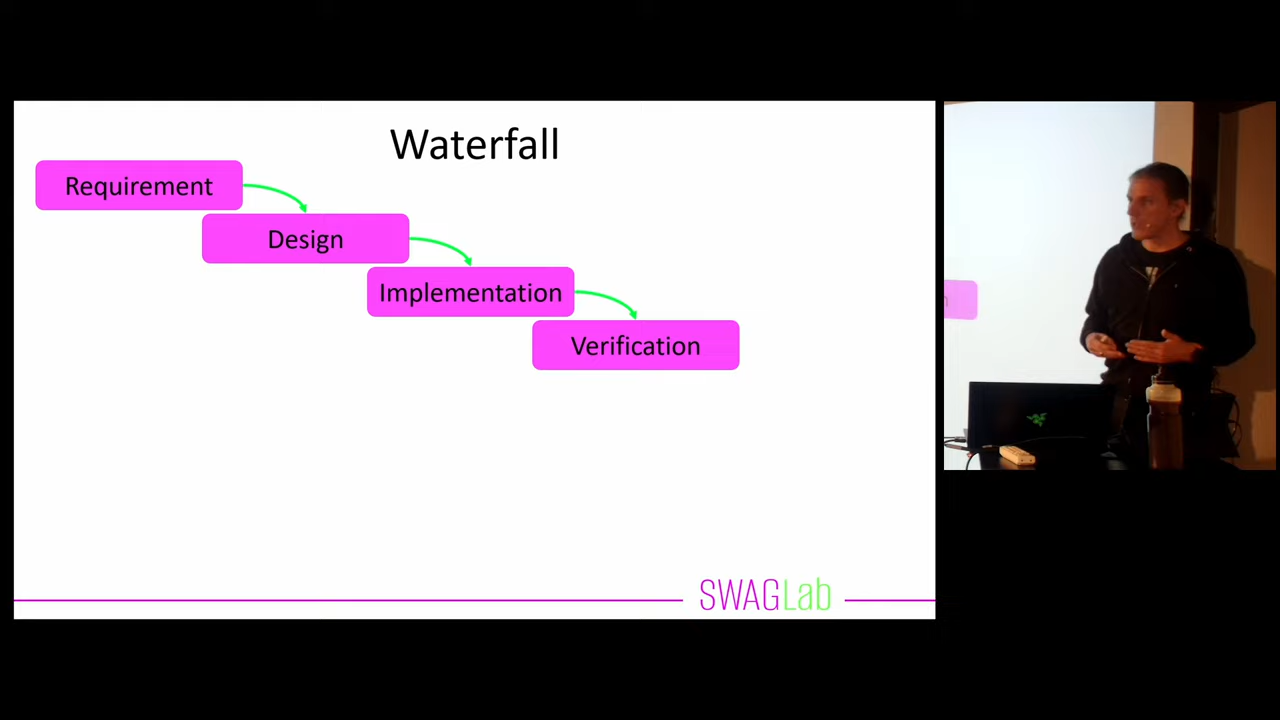 Waterfall
Requirement
Design
Implementation
Verification
SWAGLab